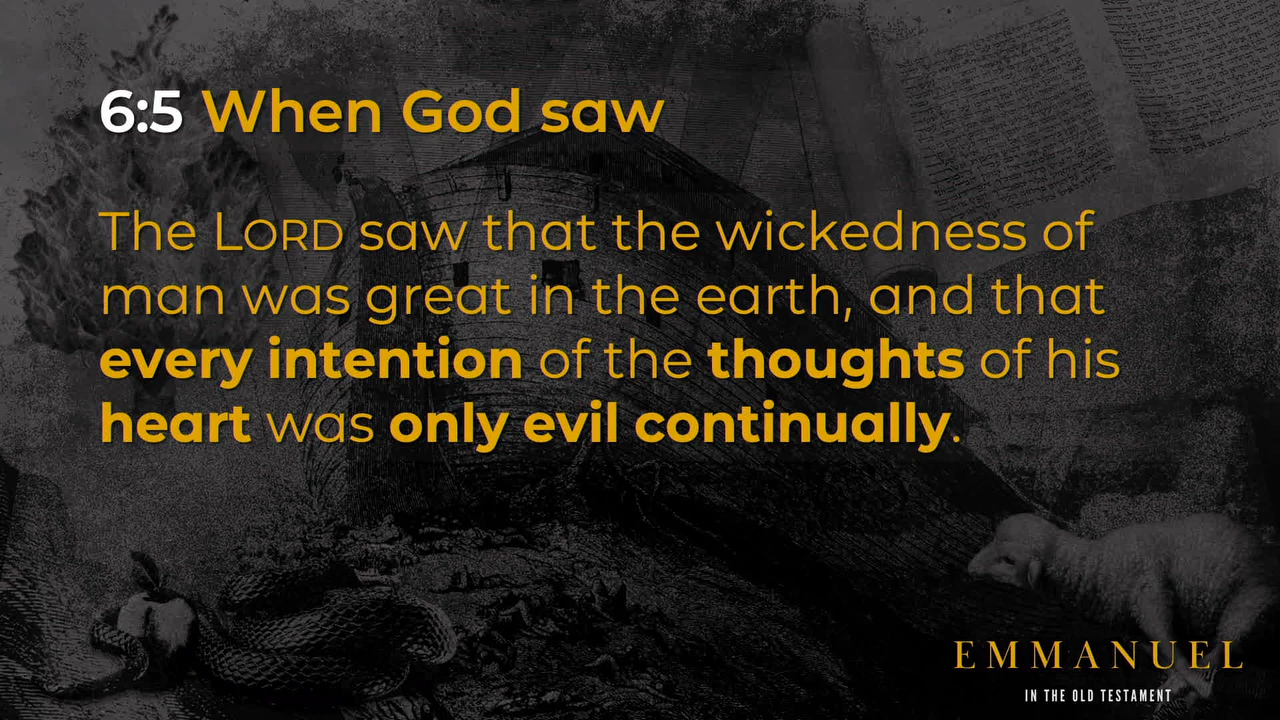 6:5 When God saw
The LORD saw that the wickedness of
man was great in the earth, and that
every intention of the thoughts of his
heart was only evil continually.
EMMANUEL
IN THE OLD TESTAMENT